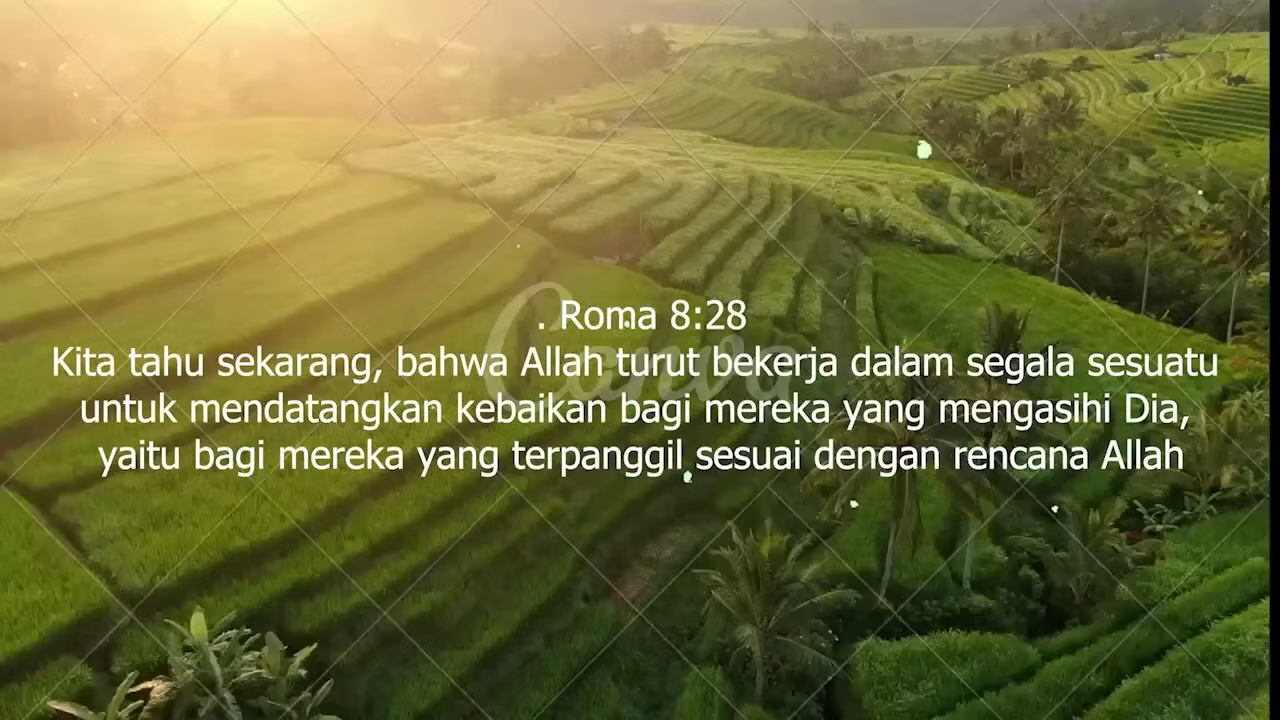 . Roma 8:28
Kita tahu sekarang, bahwa Allah turut bekerja dalam segala sesuatu
untuk mendatangkan kebaikan bagi mereka yang mengasihi Dia,
yaitu bagi mereka yang terpanggil sesuai dengan rencana Allah
Canva